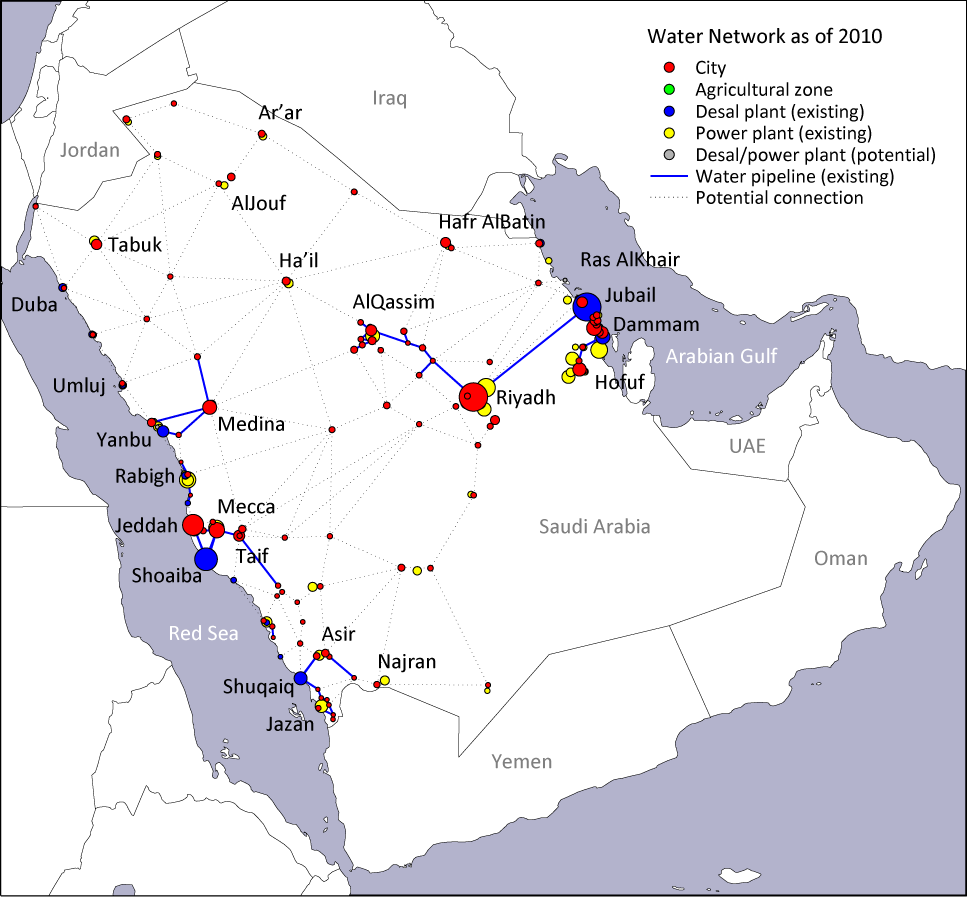 Water Network as of 2010
City
Agricultural zone
Desal plant (existing)
Power plant (existing)
Desal/power plant (potential)
Water pipeline (existing)
Potential connection
Iraq
Ar’ar
Jordan
AlJouf
Hafr AlBatin
Tabuk
Ha’il
Ras AlKhair
Duba
AlQassim
Jubail
Dammam
Arabian Gulf
Umluj
Hofuf
Riyadh
Medina
Yanbu
UAE
Rabigh
Mecca
Jeddah
Saudi Arabia
Taif
Oman
Shoaiba
Red Sea
Asir
Najran
Shuqaiq
Jazan
Yemen